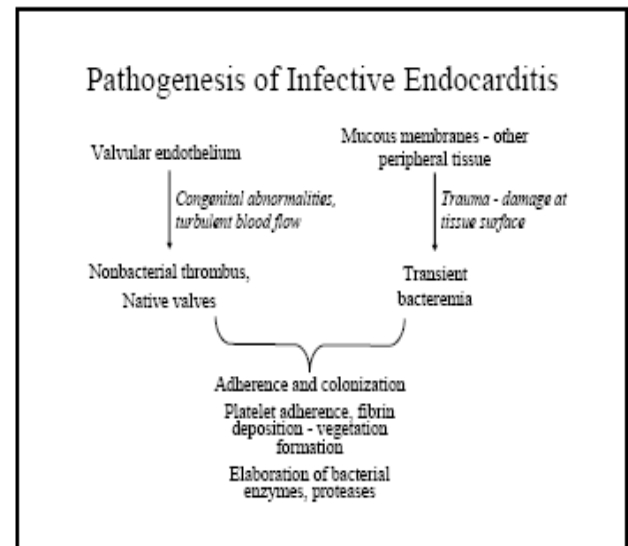 Pathogenesis of Infective Endocarditis
Valvular endothelium
Congenital abnormalities,
turbulent blood flow
Nonbacterial thrombus,
Native valves
Mucous membranes - other
peripheral tissue
Trauma - damage at
tissue surface
Transient
bacteremia
Adherence and colonization
Platelet adherence, fibrin
deposition - vegetation
formation
Elaboration of bacterial
enzymes, proteases